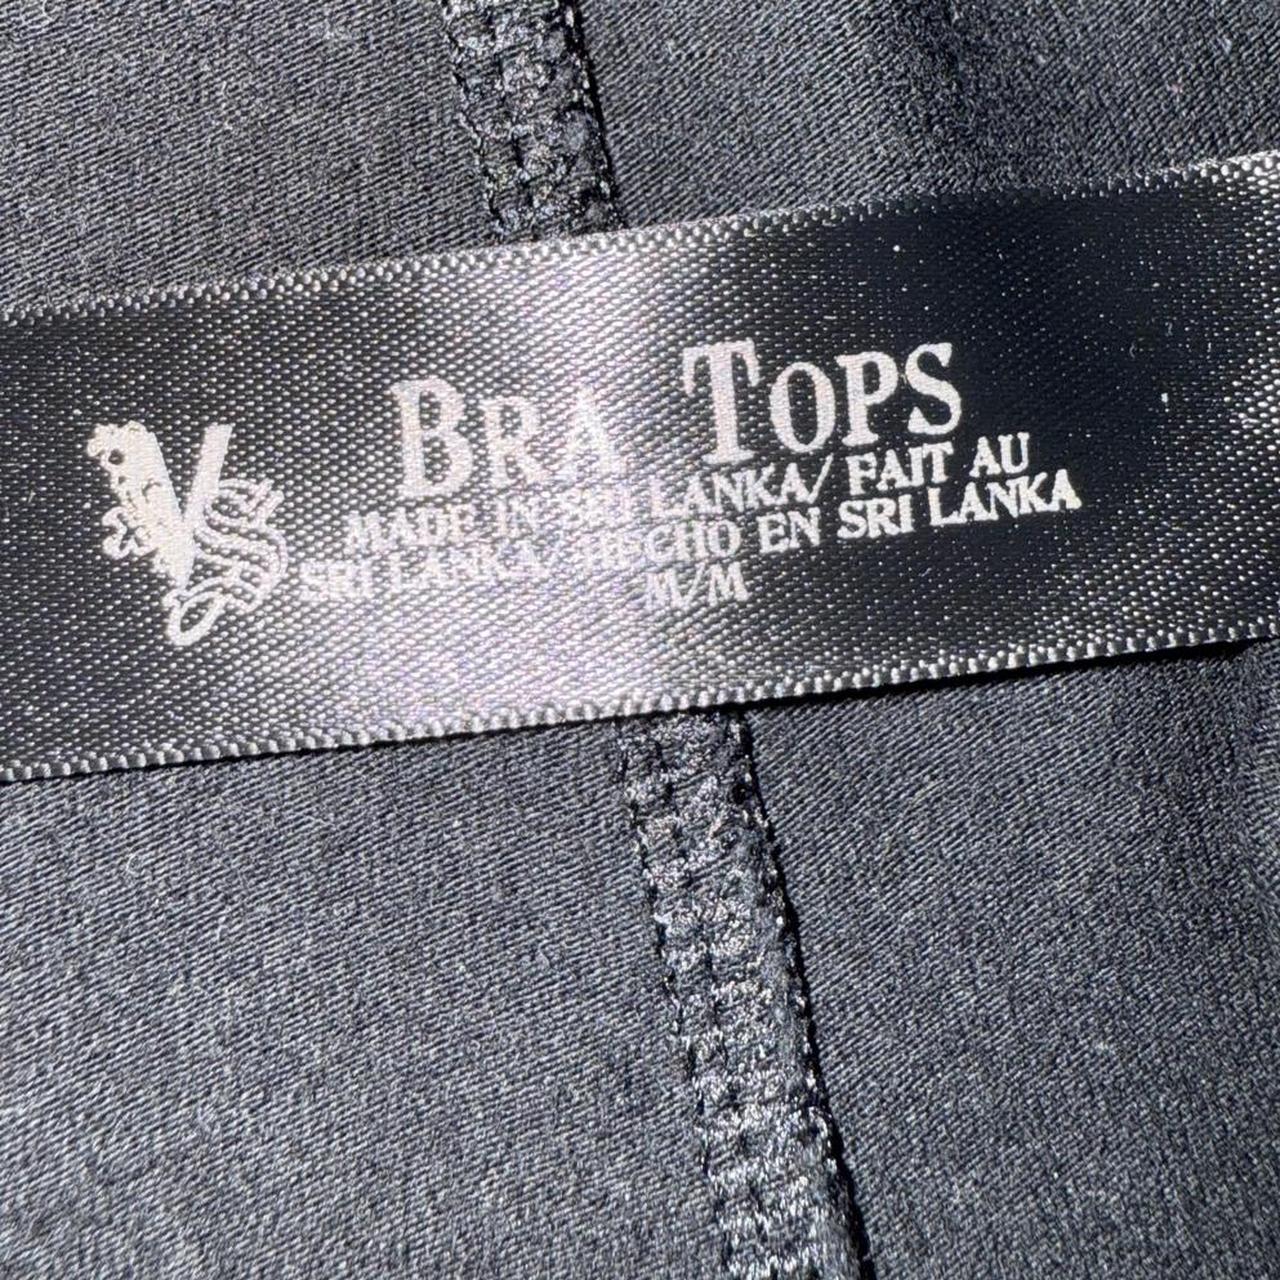 VS
BRA TOPS
MADE IN SRI LANKA/ FAIT AU
SRI LANKA/ HECHO EN SRI LANKA
M/M